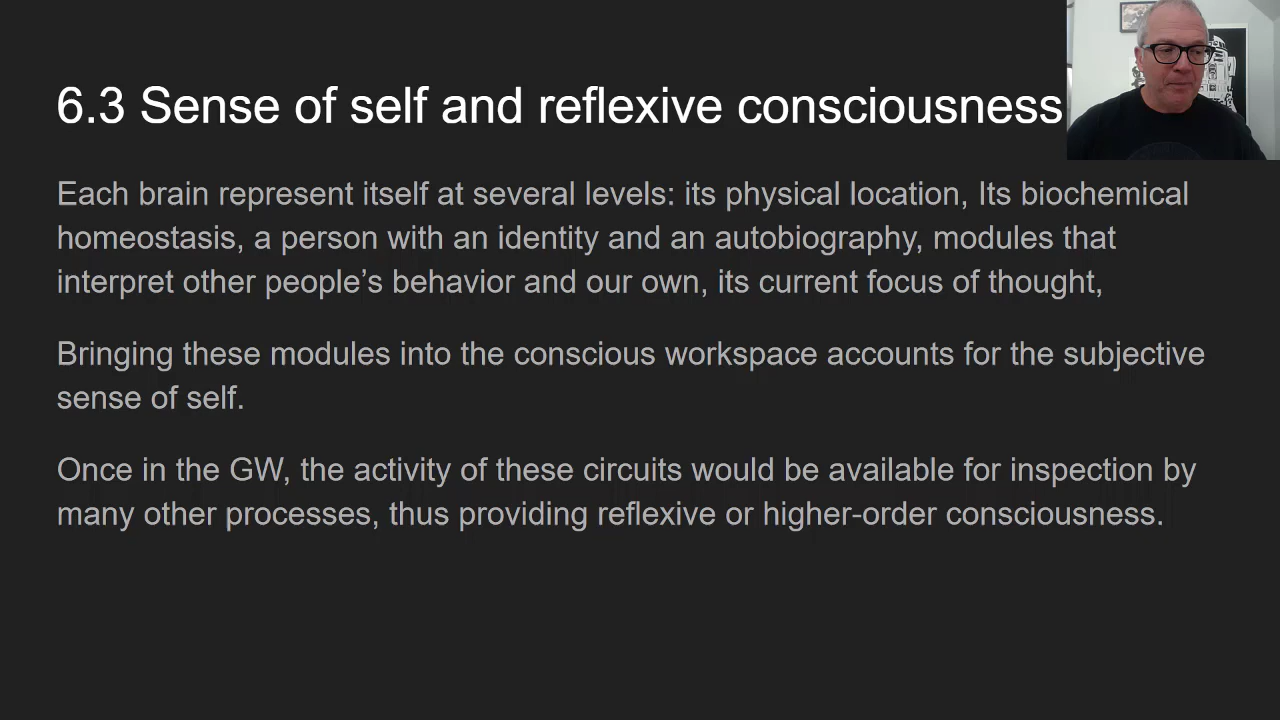 6.3 Sense of self and reflexive consciousness
Each brain represent itself at several levels: its physical location, Its biochemical
homeostasis, a person with an identity and an autobiography, modules that
interpret other people’s behavior and our own, its current focus of thought,
Bringing these modules into the conscious workspace accounts for the subjective
sense of self.
Once in the GW, the activity of these circuits would be available for inspection by
many other processes, thus providing reflexive or higher-order consciousness.